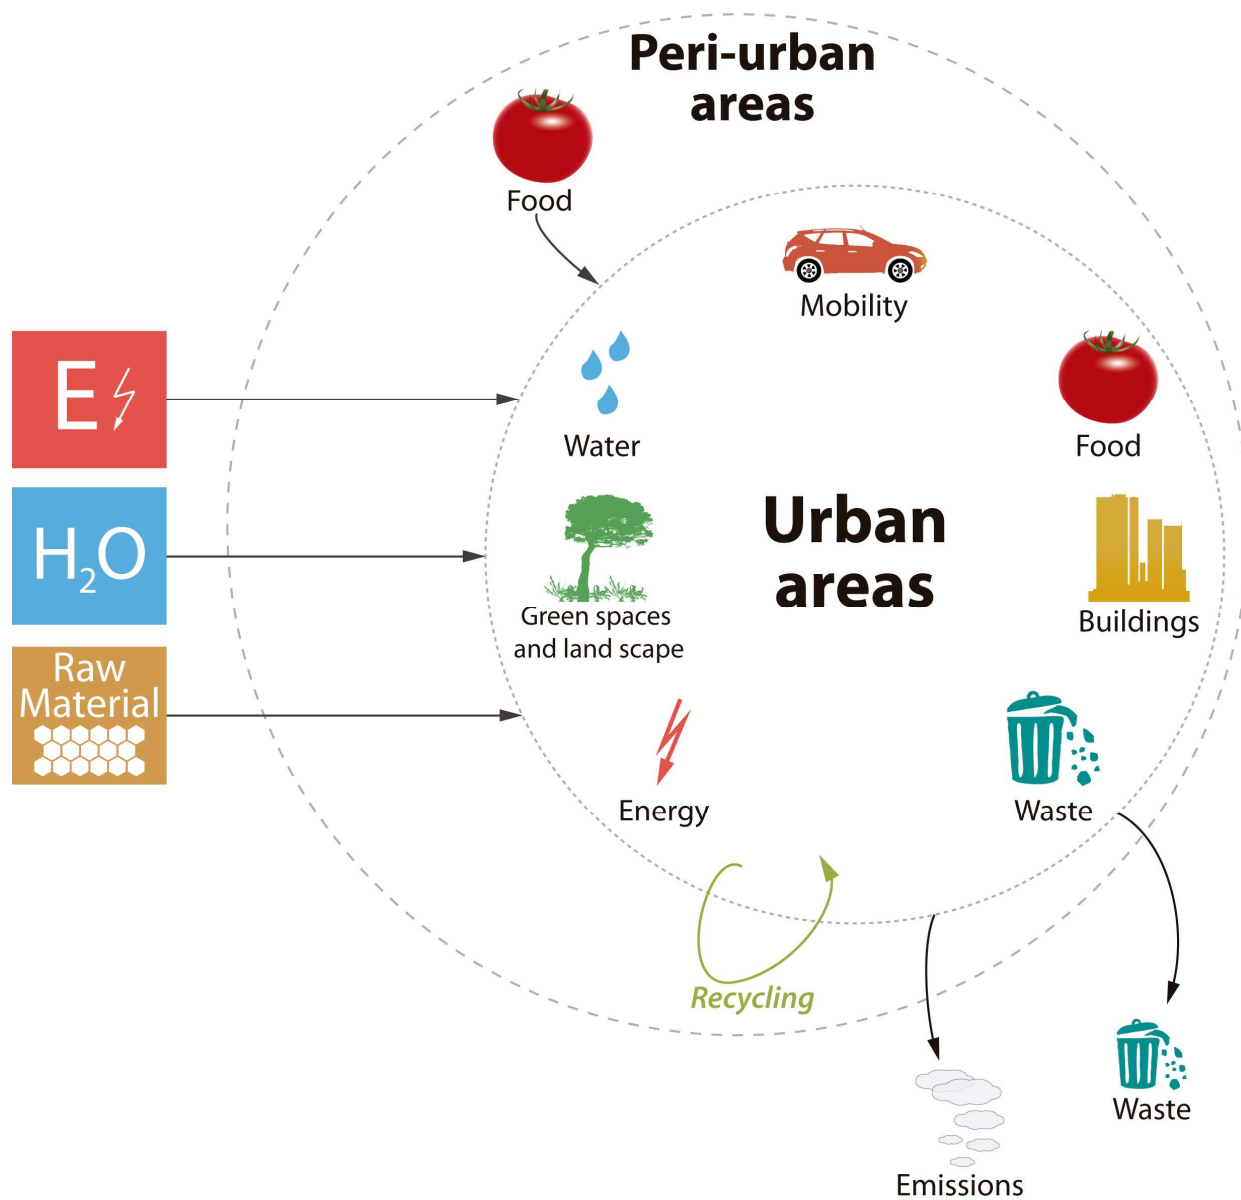 Peri-urban
areas
Food
Mobility
E
Water
Food
H₂O
Urban
areas
Green spaces
and land scape
Buildings
Raw
Material
Energy
Waste
Recycling
Waste
Emissions